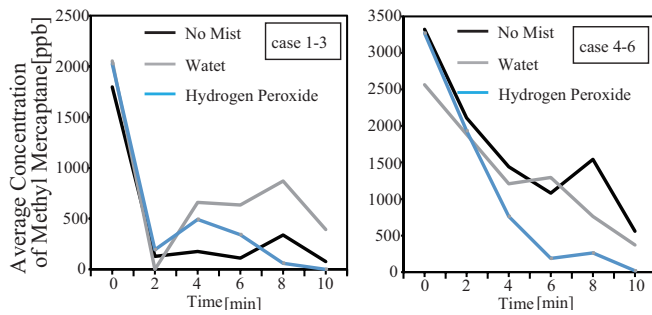 Average Concentration
of Methyl Mercaptane[ppb]
2500
2000
1500
1000
500
0
No Mist
Watet
Hydrogen Peroxide
case 1-3
0 2 4 6 8 10
Time[min]
3500
3000
2500
2000
1500
1000
500
0
No Mist
Watet
Hydrogen Peroxide
case 4-6
0 2 4 6 8 10
Time[min]